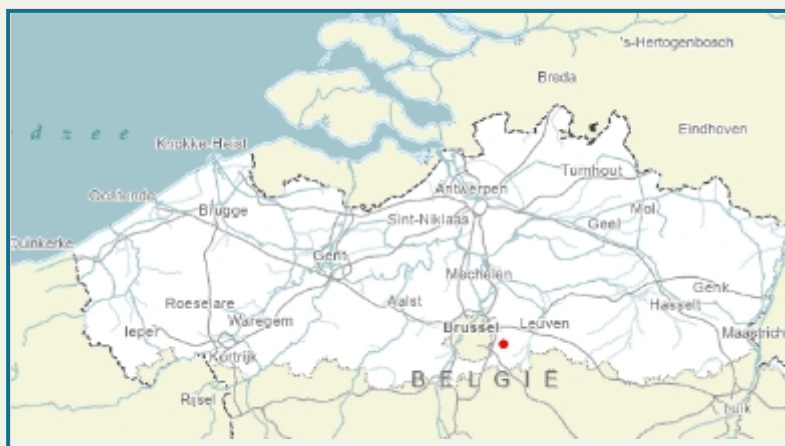 's-Hertogenbosch
Breda
Eindhoven
d z e e
Knokke-Heist
Turnhout
Antwerpen
Oostende
Mol
Brugge
Sint-Niklaas
Geel
Duinkerke
Gent
Mechelen
Genk
Roeselare
Aalst
Hasselt
Waregem
Brussel
Leuven
Ieper
Maastrich
Kortrijk
BELGIË
Rijsel
Luik